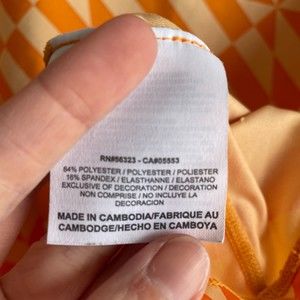 RN#56323 - CA#05553
84% POLYESTER / POLYESTER / POLIESTER
16% SPANDEX / ELASTHANNE / ELASTANO
EXCLUSIVE OF DECORATION / DECORATION
NON COMPRISE / NO INCLUYE LA
DECORACIÓN
MADE IN CAMBODIA/FABRIQUE AU
CAMBODGE/HECHO EN CAMBOYA